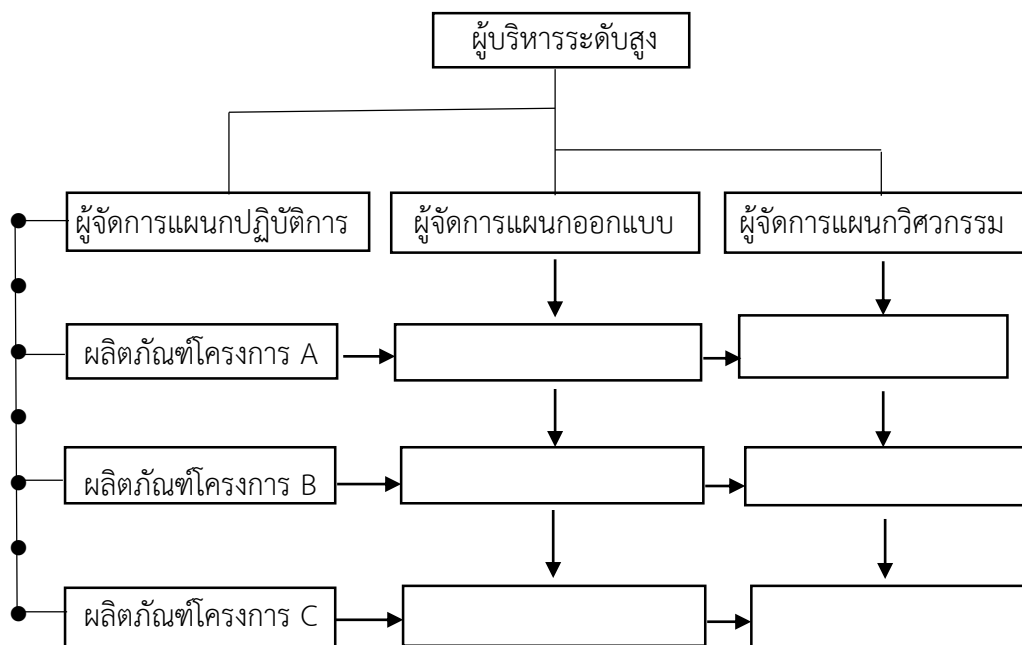 ผู้บริหารระดับสูง
ผู้จัดการแผนกปฏิบัติการ
ผู้จัดการแผนกออกแบบ
ผู้จัดการแผนกวิศวกรรม
ผลิตภัณฑ์โครงการ A
ผลิตภัณฑ์โครงการ B
ผลิตภัณฑ์โครงการ C